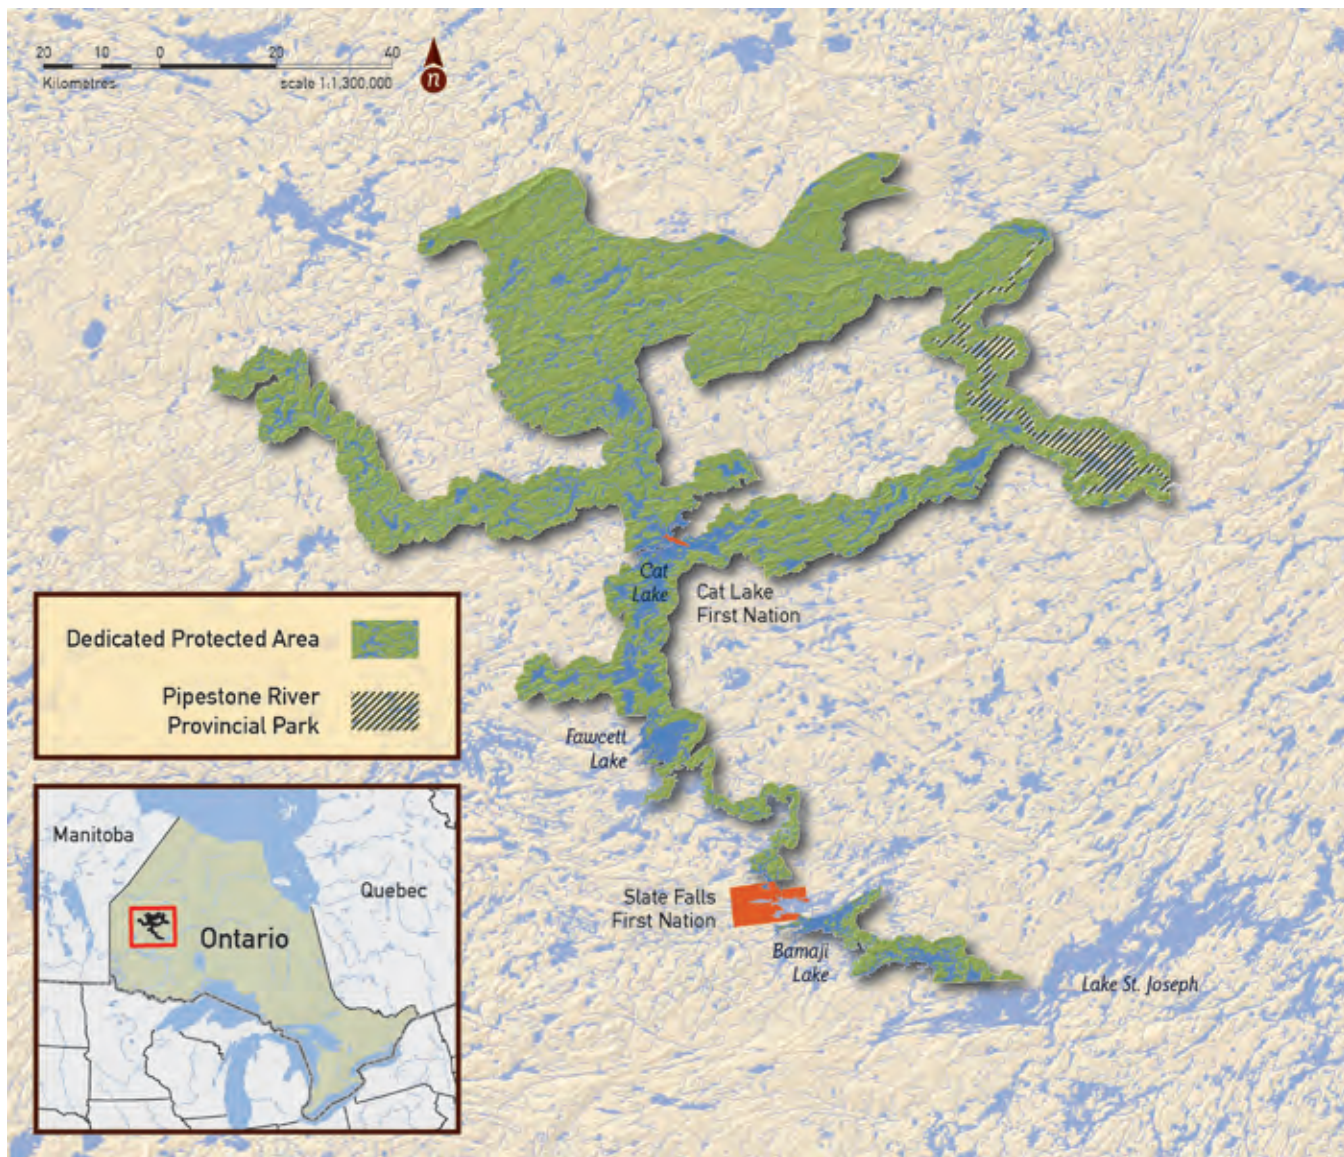 20 10 0 20 40
Kilometres scale 1:1,300,000
n
Cat
Lake
Cat Lake
First Nation
Dedicated Protected Area
Pipestone River
Provincial Park
Fawcett
Lake
Manitoba
Quebec
Ontario
Slate Falls
First Nation
Bamaji
Lake
Lake St. Joseph